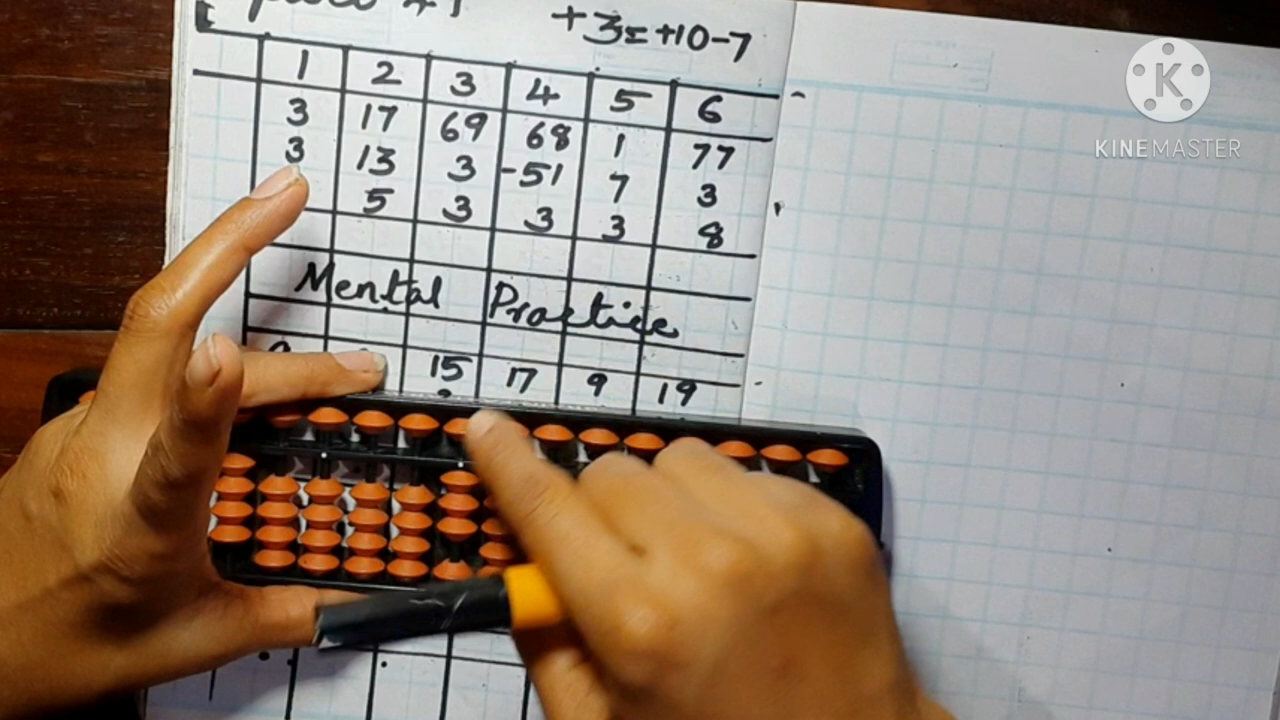 +3=+10-7
1 2 3 4 5 6
3 17 69 68 1 77
3 13 3 -51 7 3
5 3 3 3 8
Mental Practice
15 17 9 19
K
KINEMASTER